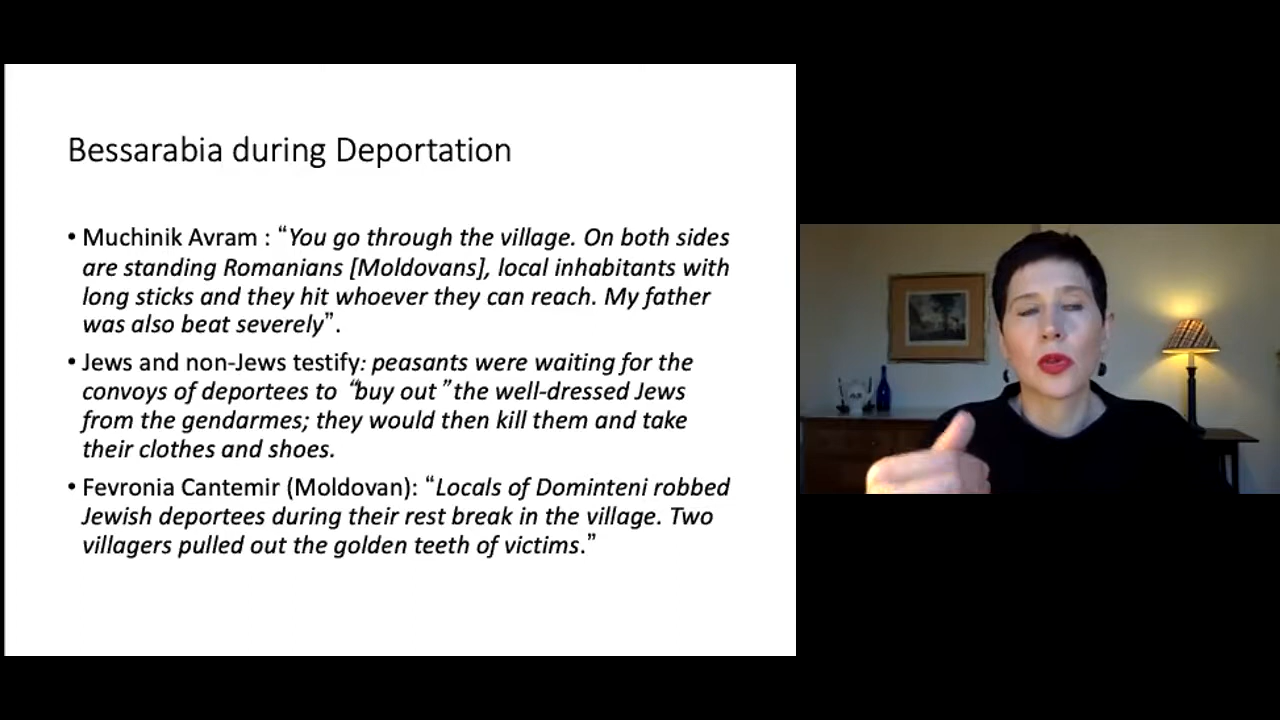 Bessarabia during Deportation
• Muchinik Avram : “You go through the village. On both sides
are standing Romanians [Moldovans], local inhabitants with
long sticks and they hit whoever they can reach. My father
was also beat severely”.
• Jews and non-Jews testify: peasants were waiting for the
convoys of deportees to “buy out” the well-dressed Jews
from the gendarmes; they would then kill them and take
their clothes and shoes.
• Fevronia Cantemir (Moldovan): “Locals of Dominteni robbed
Jewish deportees during their rest break in the village. Two
villagers pulled out the golden teeth of victims.”